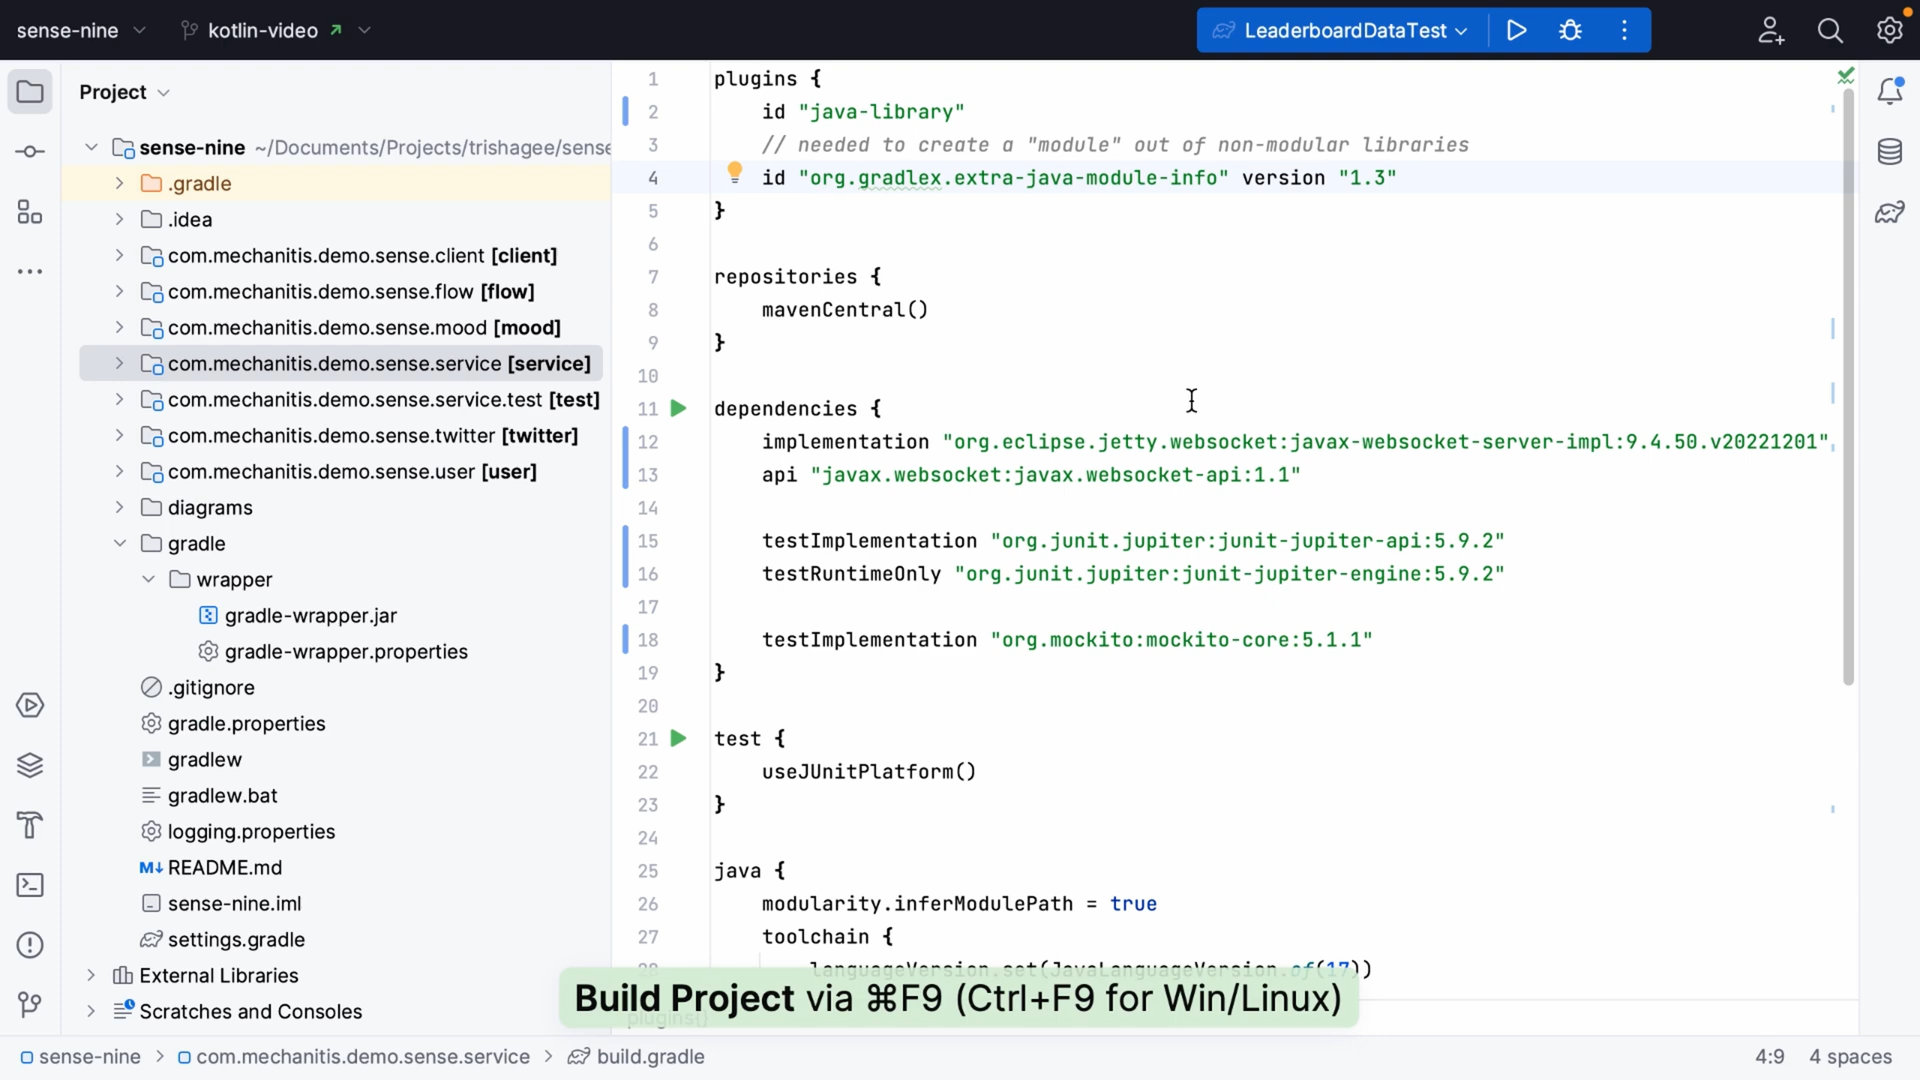 sense-nine
kotlin-video
LeaderboardDataTest
Project
sense-nine ~/Documents/Projects/trishagee/sense
.gradle
.idea
com.mechanitis.demo.sense.client [client]
com.mechanitis.demo.sense.flow [flow]
com.mechanitis.demo.sense.mood [mood]
com.mechanitis.demo.sense.service [service]
com.mechanitis.demo.sense.service.test [test]
com.mechanitis.demo.sense.twitter [twitter]
com.mechanitis.demo.sense.user [user]
diagrams
gradle
wrapper
gradle-wrapper.jar
gradle-wrapper.properties
.gitignore
gradle.properties
gradlew
gradlew.bat
logging.properties
M↓ README.md
sense-nine.iml
settings.gradle
External Libraries
Scratches and Consoles
1 plugins {
2 id "java-library"
3 // needed to create a "module" out of non-modular libraries
4 id "org.gradlex.extra-java-module-info" version "1.3"
5 }
6
7 repositories {
8 mavenCentral()
9 }
10
11 dependencies {
12 implementation "org.eclipse.jetty.websocket:javax-websocket-server-impl:9.4.50.v20221201"
13 api "javax.websocket:javax.websocket-api:1.1"
14
15 testImplementation "org.junit.jupiter:junit-jupiter-api:5.9.2"
16 testRuntimeOnly "org.junit.jupiter:junit-jupiter-engine:5.9.2"
17
18 testImplementation "org.mockito:mockito-core:5.1.1"
19 }
20
21 test {
22 useJUnitPlatform()
23 }
24
25 java {
26 modularity.inferModulePath = true
27 toolchain {
28 languageVersion.set(JavaLanguageVersion.of(17))
Build Project via ⌘F9 (Ctrl+F9 for Win/Linux)
plugins{}
sense-nine > com.mechanitis.demo.sense.service > build.gradle
4:9 4 spaces